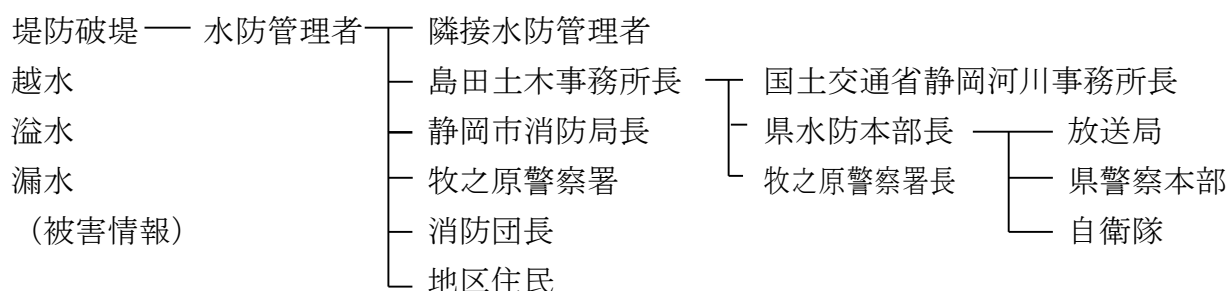 堤防破堤 水防管理者 隣接水防管理者
越水 島田土木事務所長 国土交通省静岡河川事務所長
溢水 静岡市消防局長 県水防本部長 放送局
漏水 牧之原警察署 牧之原警察署長 県警察本部
（被害情報） 消防団長 自衛隊
地区住民